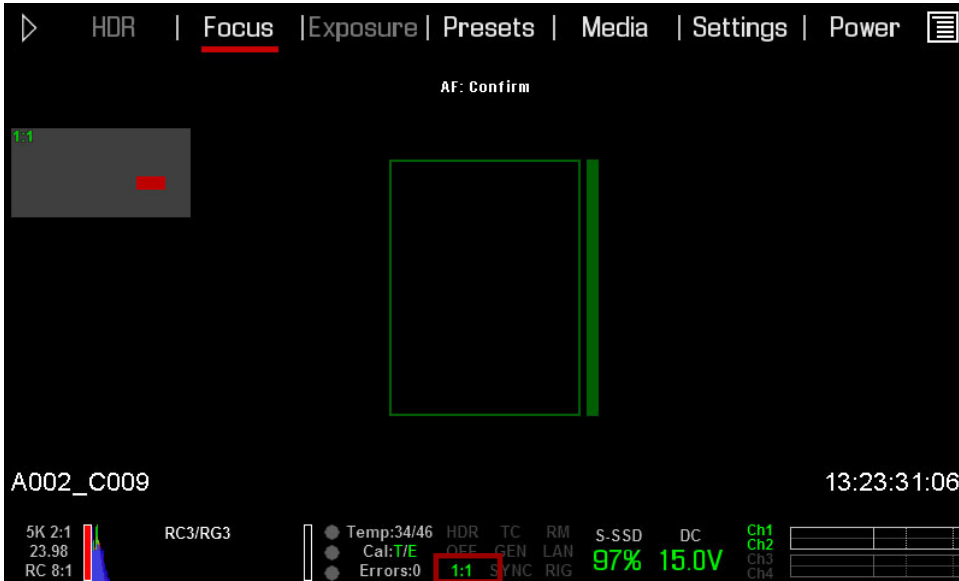 HDR | Focus | Exposure | Presets | Media | Settings | Power
AF: Confirm
1:1
A002_C009
13:23:31:06
5K 2:1
23.98
RC 8:1
RC3/RG3
Temp:34/46
Cal:T/E
Errors:0
HDR TC RM
OFF GEN LAN
1:1 SYNC RIG
S-SSD
97%
DC
15.0V
Ch1
Ch2
Ch3
Ch4